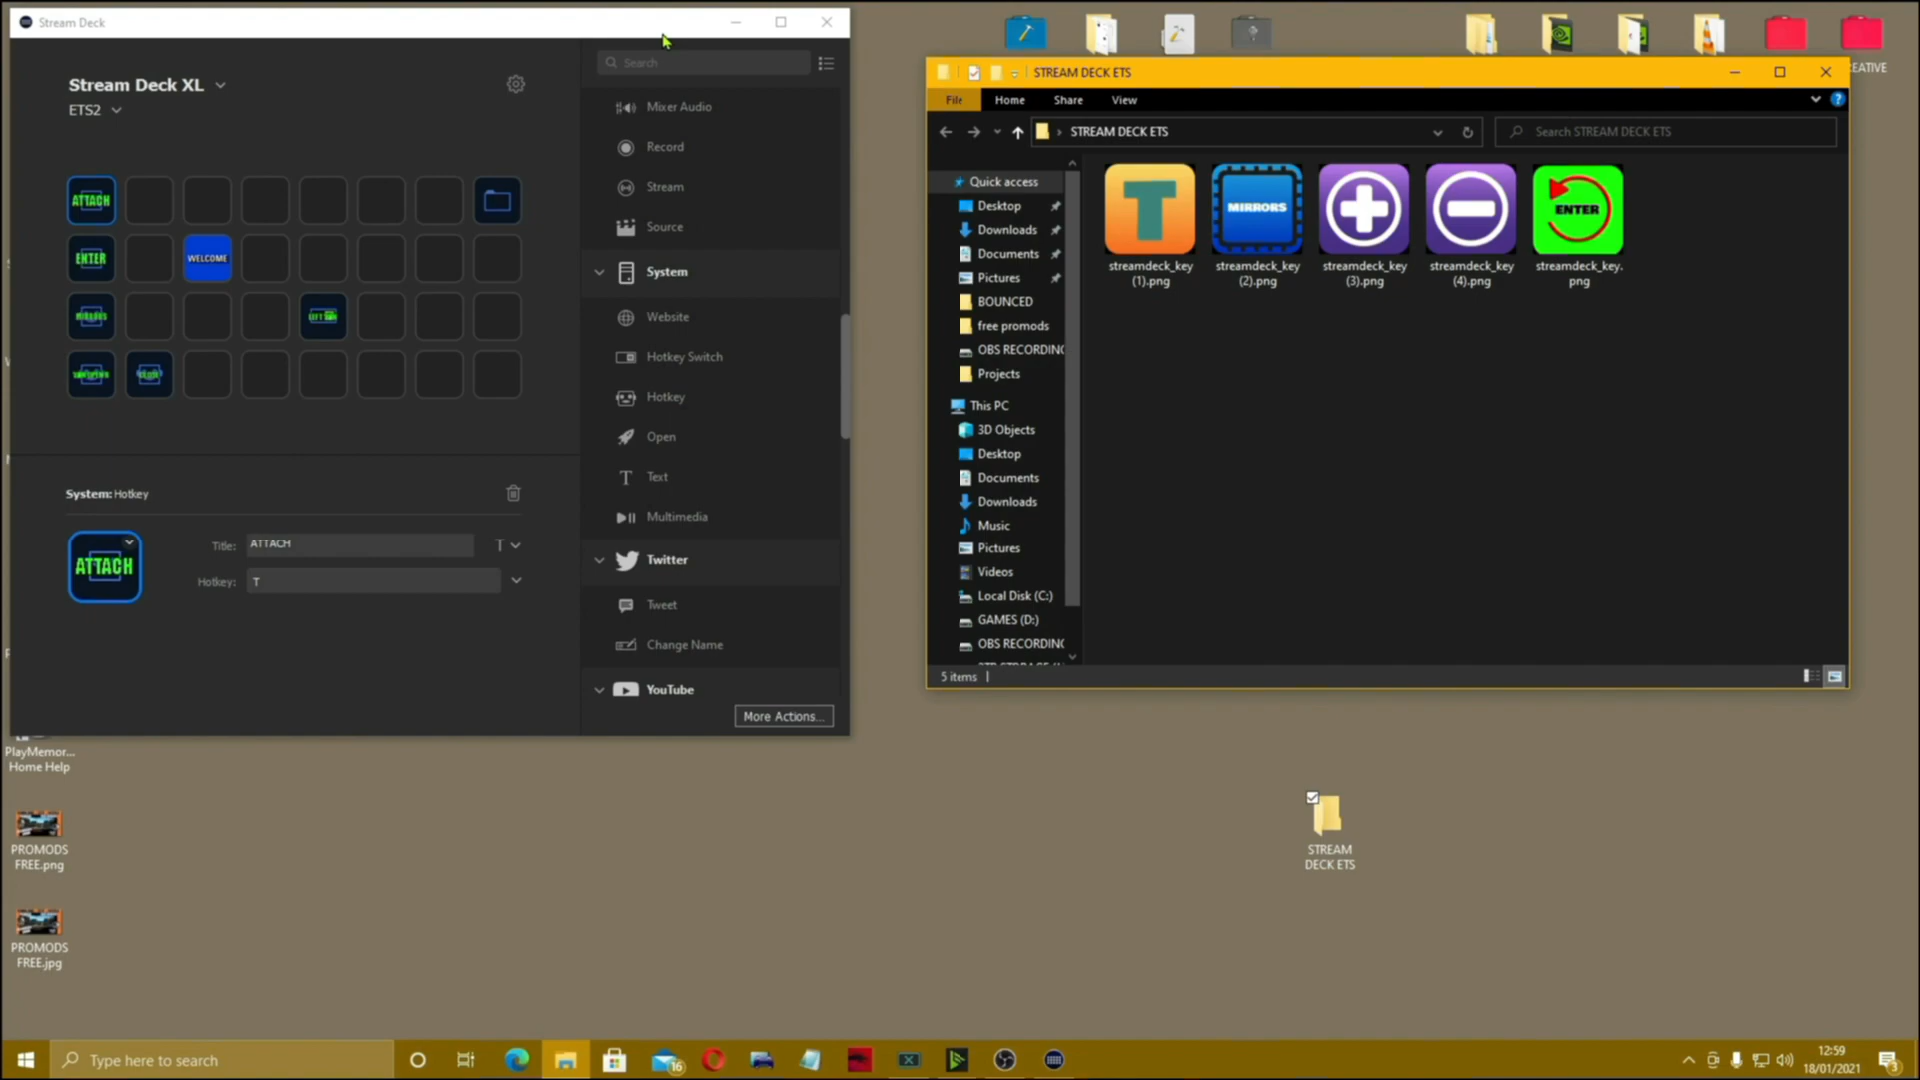 Stream Deck
Stream Deck XL
ETS2
ATTACH
ENTER
WELCOME
MIRRORS
System: Hotkey
ATTACH
Title: ATTACH
T
Hotkey: T
Search
Mixer Audio
Record
Stream
Source
System
Website
Hotkey Switch
Hotkey
Open
Text
Multimedia
Twitter
Tweet
Change Name
YouTube
More Actions...
EATIVE
STREAM DECK ETS
File Home Share View
STREAM DECK ETS
Search STREAM DECK ETS
Quick access
Desktop
Downloads
Documents
Pictures
BOUNCED
free promods
OBS RECORDING
Projects
This PC
3D Objects
Desktop
Documents
Downloads
Music
Pictures
Videos
Local Disk (C:)
GAMES (D:)
OBS RECORDING
T
MIRRORS
ENTER
streamdeck_key
(1).png
streamdeck_key
(2).png
streamdeck_key
(3).png
streamdeck_key
(4).png
streamdeck_key.
png
5 items
PlayMemor...
Home Help
PROMODS
FREE.png
PROMODS
FREE.jpg
STREAM
DECK ETS
Type here to search
16
12:59
18/01/2021
3